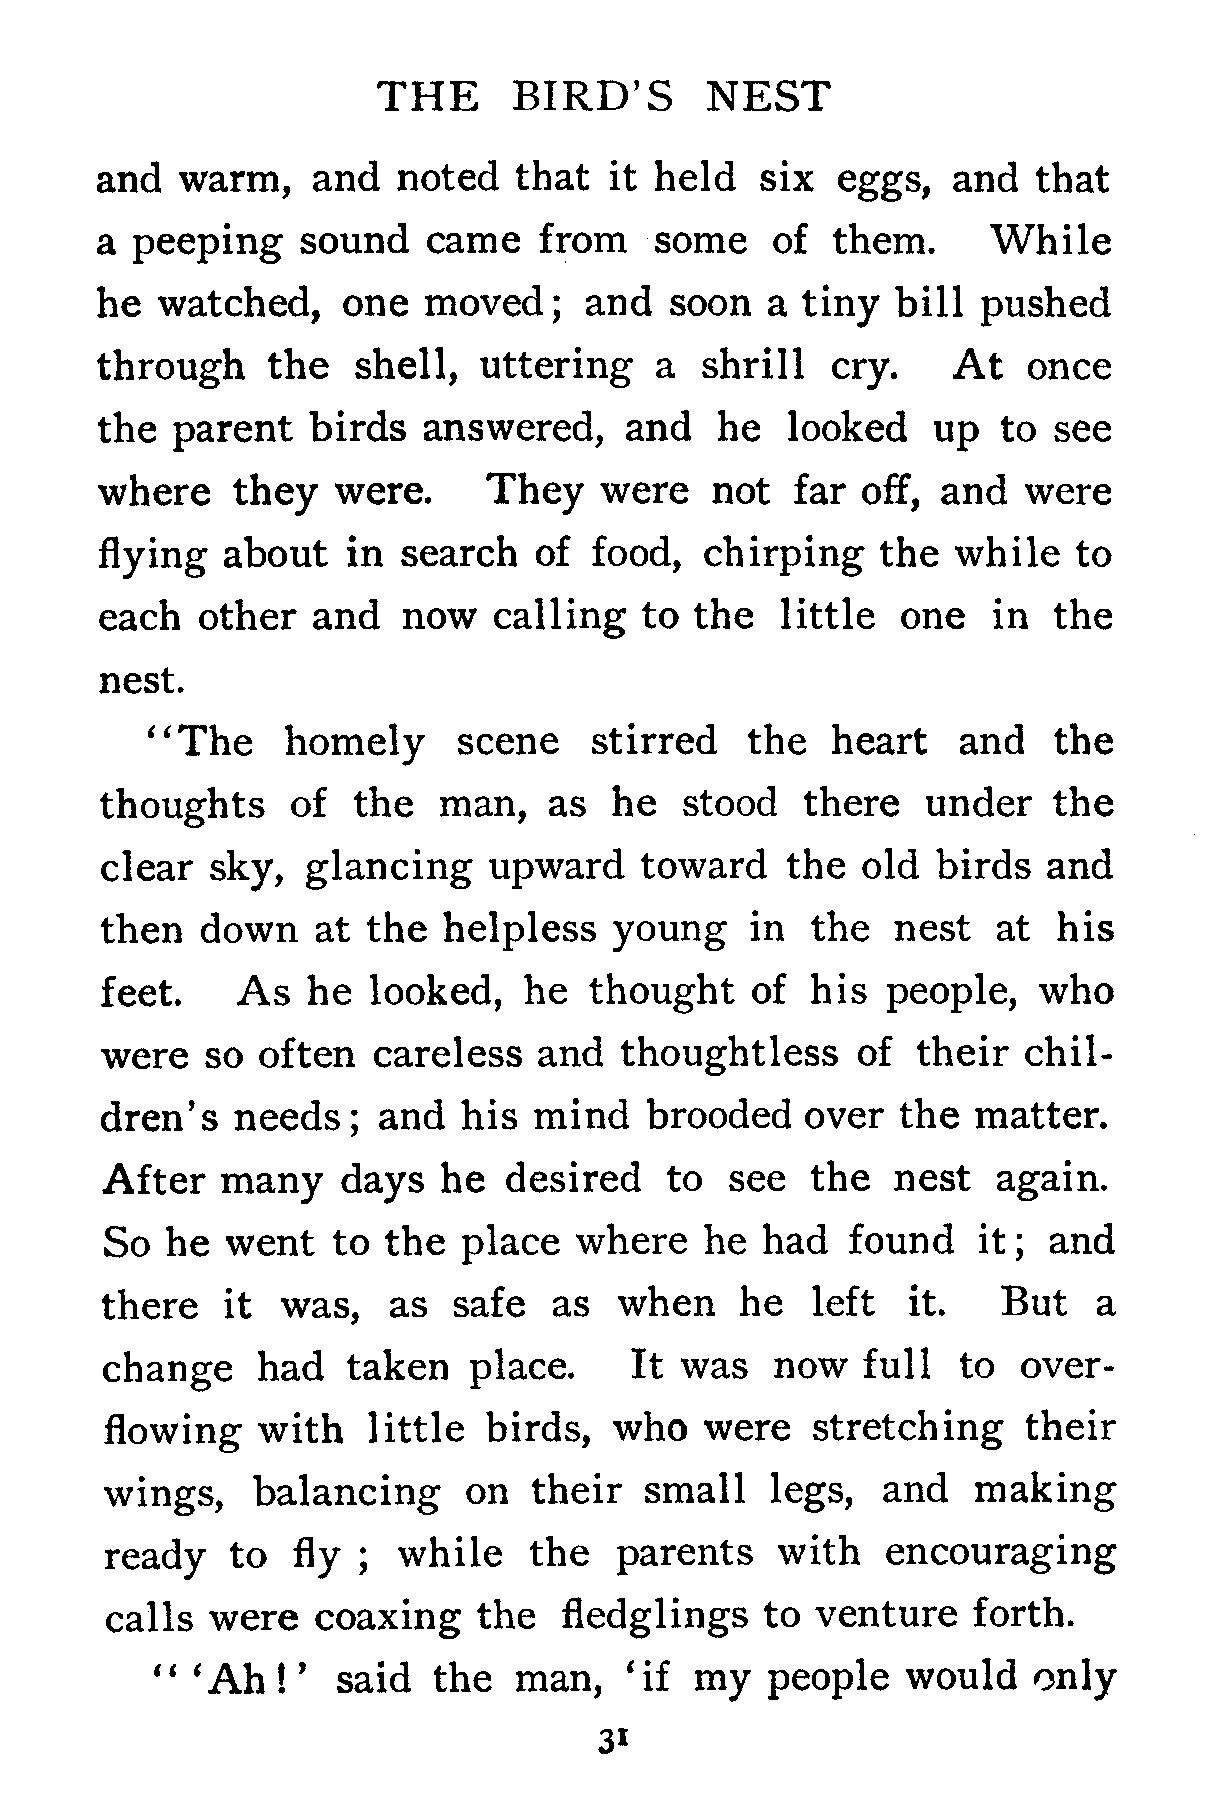 THE BIRD'S NEST
and warm, and noted that it held six eggs, and that
a peeping sound came from some of them. While
he watched, one moved; and soon a tiny bill pushed
through the shell, uttering a shrill cry. At once
the parent birds answered, and he looked up to see
where they were. They were not far off, and were
flying about in search of food, chirping the while to
each other and now calling to the little one in the
nest.
"The homely scene stirred the heart and the
thoughts of the man, as he stood there under the
clear sky, glancing upward toward the old birds and
then down at the helpless young in the nest at his
feet. As he looked, he thought of his people, who
were so often careless and thoughtless of their chil-
dren's needs; and his mind brooded over the matter.
After many days he desired to see the nest again.
So he went to the place where he had found it; and
there it was, as safe as when he left it. But a
change had taken place. It was now full to over-
flowing with little birds, who were stretching their
wings, balancing on their small legs, and making
ready to fly; while the parents with encouraging
calls were coaxing the fledglings to venture forth.
"'Ah!' said the man, 'if my people would only
31